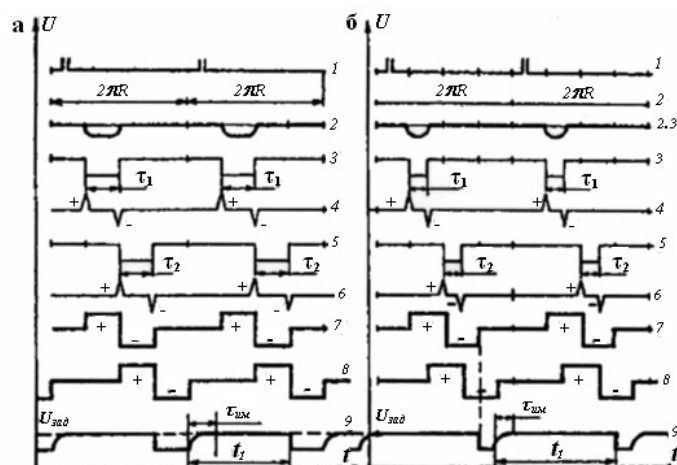 а U б U
1 1
2πR 2πR 2πR 2πR
2 2
2 2.3
3 3
τ₁ τ₁ τ₁ τ₁
+ - + - 4 + - + - 4
5 5
τ₂ τ₂ τ₂ τ₂
+ - + - 6 + - + - 6
+ - + - 7 + - + - 7
+ - + - 8 + - + - 8
Uзад τим 9 Uзад τим 9
t₁ t t₁ t